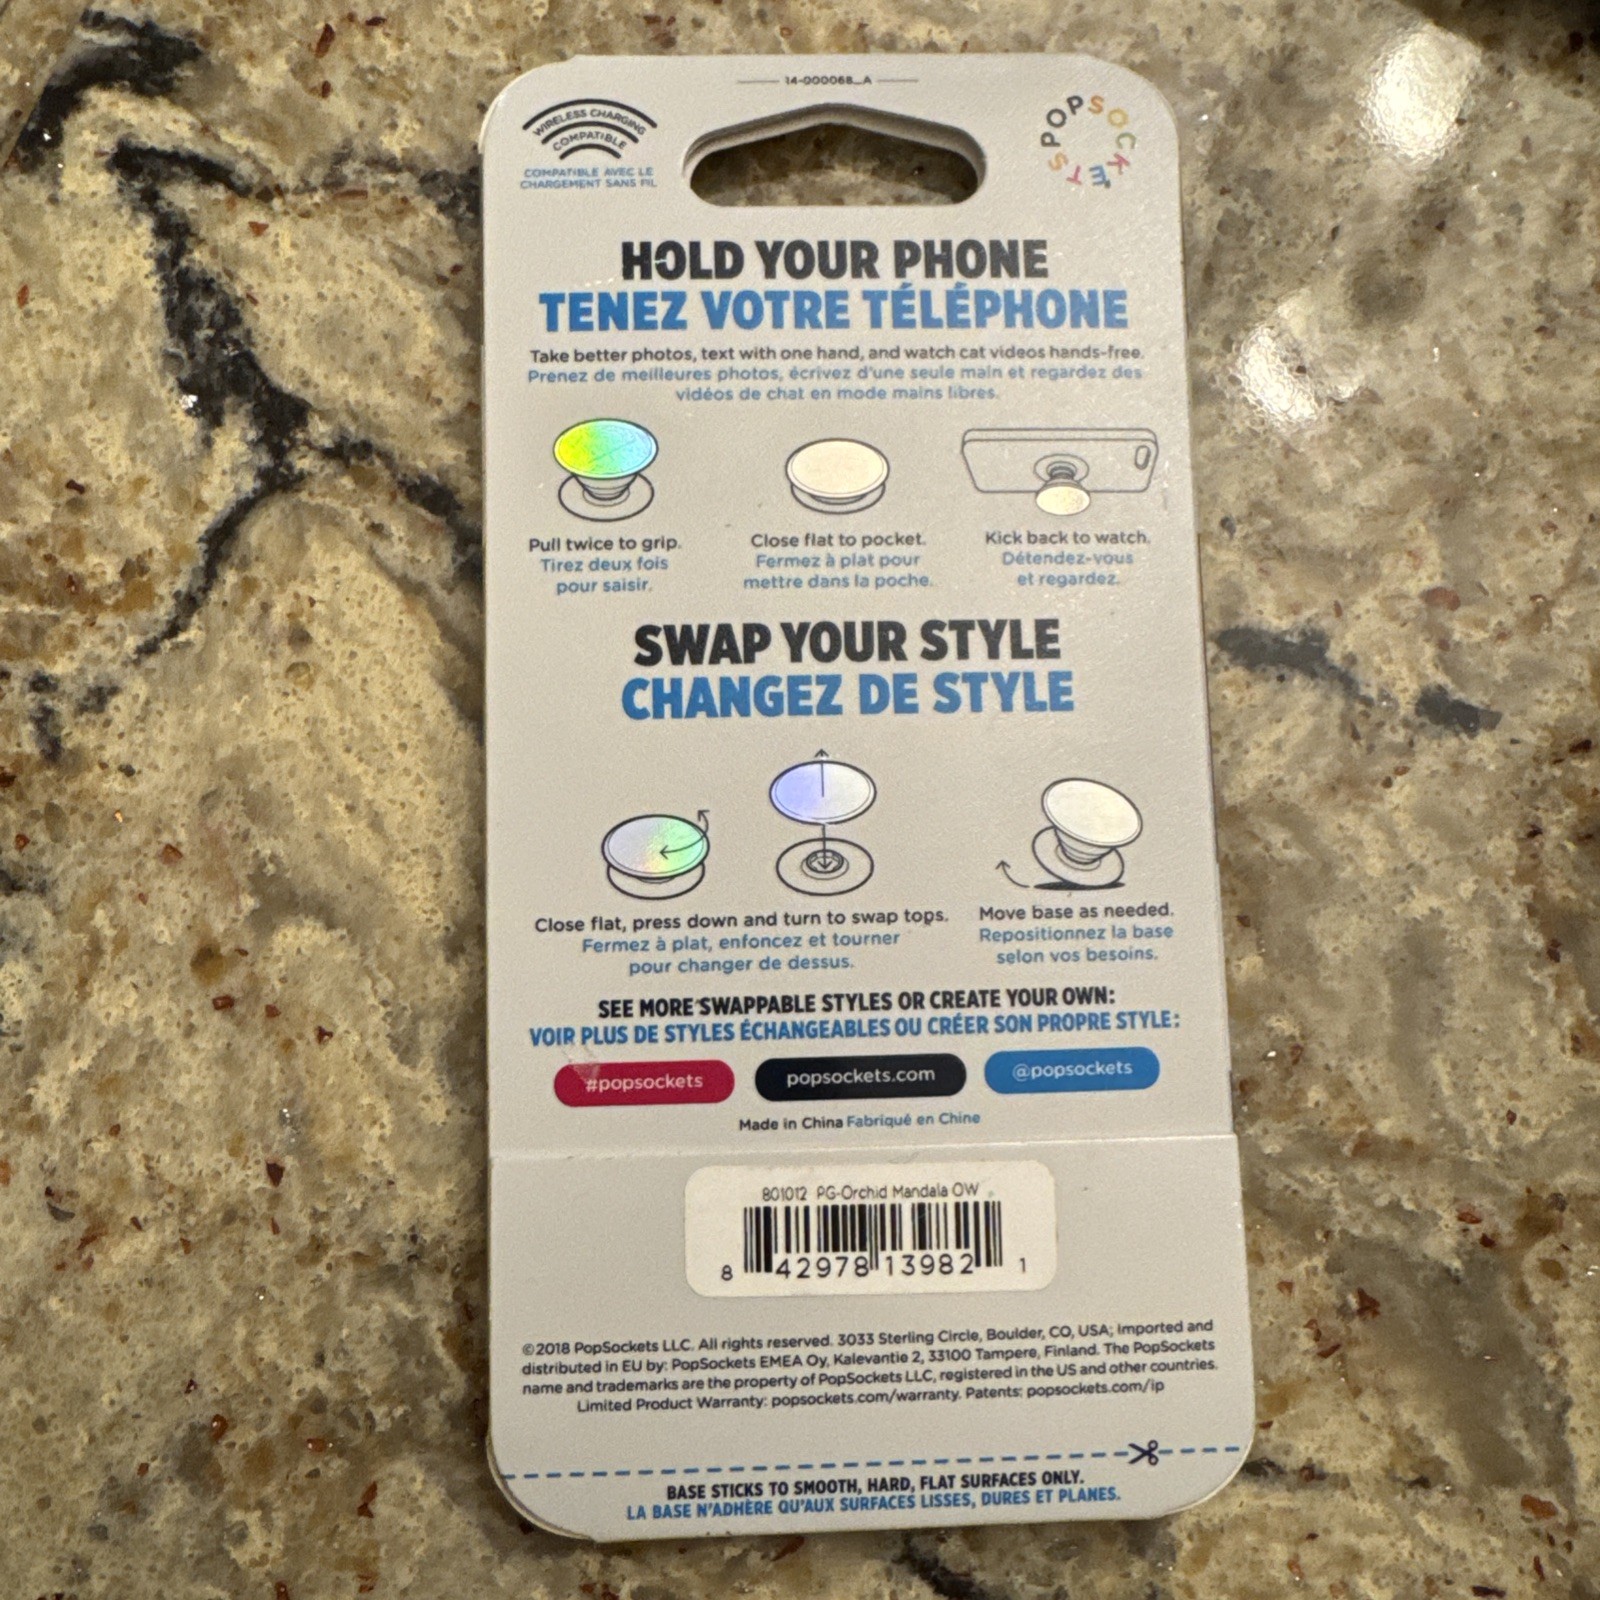 14-000068_A
WIRELESS CHARGING
COMPATIBLE
COMPATIBLE AVEC LE
CHARGEMENT SANS FIL
POPSOCKETS
HOLD YOUR PHONE
TENEZ VOTRE TÉLÉPHONE
Take better photos, text with one hand, and watch cat videos hands-free.
Prenez de meilleures photos, écrivez d'une seule main et regardez des
vidéos de chat en mode mains libres.
Pull twice to grip.
Tirez deux fois
pour saisir.
Close flat to pocket.
Fermez à plat pour
mettre dans la poche.
Kick back to watch.
Détendez-vous
et regardez.
SWAP YOUR STYLE
CHANGEZ DE STYLE
Close flat, press down and turn to swap tops.
Fermez à plat, enfoncez et tourner
pour changer de dessus.
Move base as needed.
Repositionnez la base
selon vos besoins.
SEE MORE SWAPPABLE STYLES OR CREATE YOUR OWN:
VOIR PLUS DE STYLES ÉCHANGEABLES OU CRÉER SON PROPRE STYLE:
#popsockets popsockets.com @popsockets
Made in China Fabriqué en Chine
801012 PG-Orchid Mandala OW
8 42978 13982 1
©2018 PopSockets LLC. All rights reserved. 3033 Sterling Circle, Boulder, CO, USA; Imported and
distributed in EU by: PopSockets EMEA Oy, Kalevantie 2, 33100 Tampere, Finland. The PopSockets
name and trademarks are the property of PopSockets LLC, registered in the US and other countries.
Limited Product Warranty: popsockets.com/warranty. Patents: popsockets.com/ip
BASE STICKS TO SMOOTH, HARD, FLAT SURFACES ONLY.
LA BASE N'ADHÈRE QU'AUX SURFACES LISSES, DURES ET PLANES.